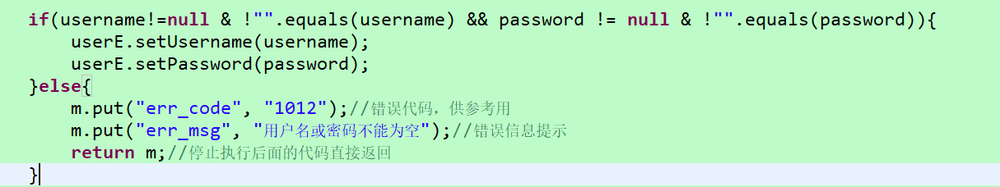 if(username!=null & !"".equals(username) && password != null & !"".equals(password)){
userE.setUsername(username);
userE.setPassword(password);
}else{
m.put("err_code", "1012");//错误代码，供参考用
m.put("err_msg", "用户名或密码不能为空");//错误信息提示
return m;//停止执行后面的代码直接返回
}